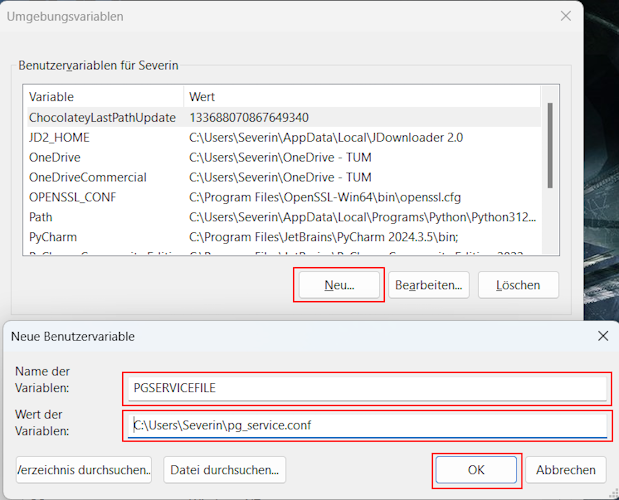 Umgebungsvariablen
Benutzervariablen für Severin
Variable Wert
ChocolateyLastPathUpdate 133688070867649340
JD2_HOME C:\Users\Severin\AppData\Local\JDownloader 2.0
OneDrive C:\Users\Severin\OneDrive - TUM
OneDriveCommercial C:\Users\Severin\OneDrive - TUM
OPENSSL_CONF C:\Program Files\OpenSSL-Win64\bin\openssl.cfg
Path C:\Users\Severin\AppData\Local\Programs\Python\Python312...
PyCharm C:\Program Files\JetBrains\PyCharm 2024.3.5\bin;
Neu... Bearbeiten... Löschen
Neue Benutzervariable
Name der
Variablen:
PGSERVICEFILE
Wert der
Variablen:
C:\Users\Severin\pg_service.conf
Verzeichnis durchsuchen... Datei durchsuchen... OK Abbrechen